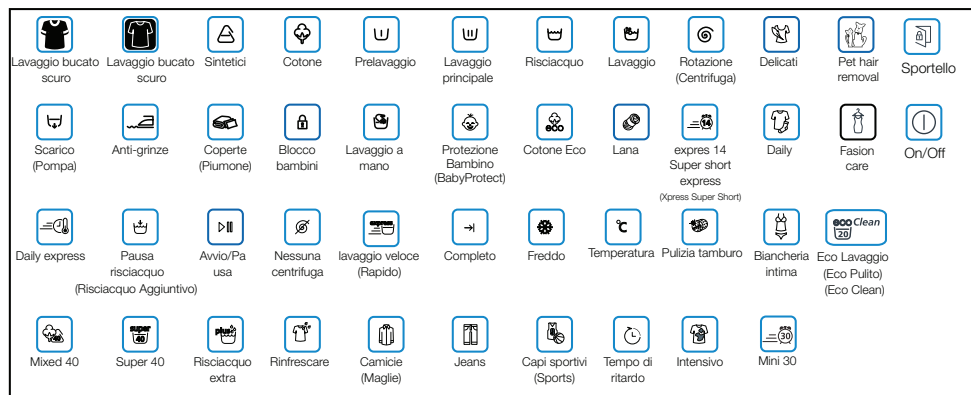 Lavaggio bucato scuro
Lavaggio bucato scuro
Sintetici
Cotone
Prelavaggio
Lavaggio principale
Risciacquo
Lavaggio
Rotazione (Centrifuga)
Delicati
Pet hair removal
Sportello
Scarico (Pompa)
Anti-grinze
Coperte (Piumone)
Blocco bambini
Lavaggio a mano
Protezione Bambino (BabyProtect)
eco
Cotone Eco
Lana
14
expres 14 Super short express (Xpress Super Short)
Daily
Fasion care
On/Off
Daily express
Pausa risciacquo (Risciacquo Aggiuntivo)
Avvio/Pa usa
Nessuna centrifuga
express
lavaggio veloce (Rapido)
Completo
Freddo
°C
Temperatura
Pulizia tamburo
Biancheria intima
eco Clean
20
Eco Lavaggio (Eco Pulito) (Eco Clean)
40
Mixed 40
super
40
Super 40
plus
Risciacquo extra
Rinfrescare
Camicie (Maglie)
Jeans
Capi sportivi (Sports)
Tempo di ritardo
Intensivo
30
Mini 30